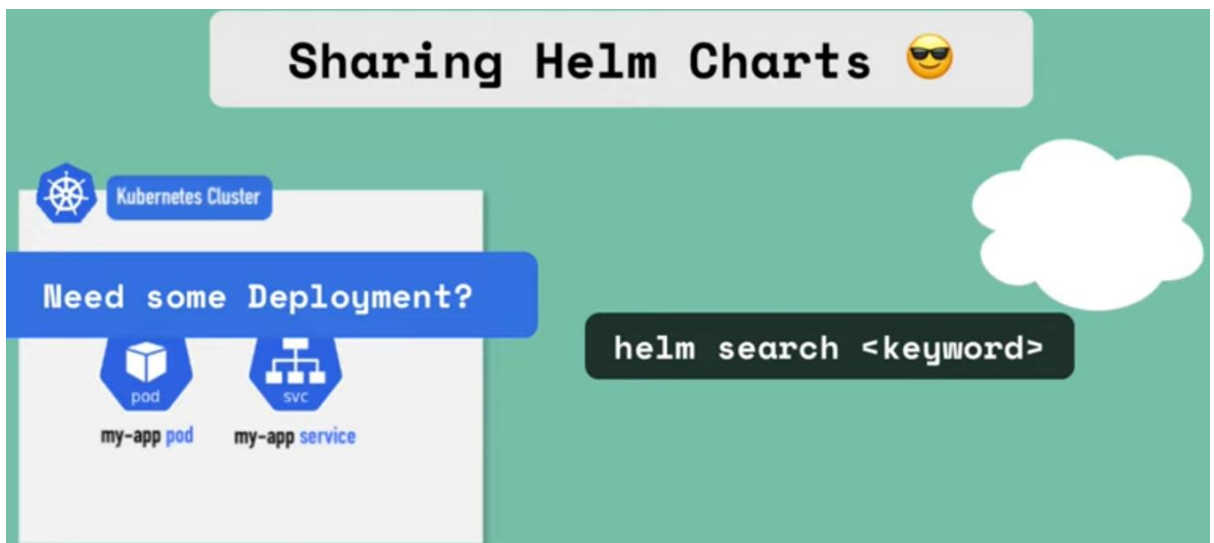 Sharing Helm Charts 😎
Kubernetes Cluster
Need some Deployment?
helm search <keyword>
pod
svc
my-app pod
my-app service